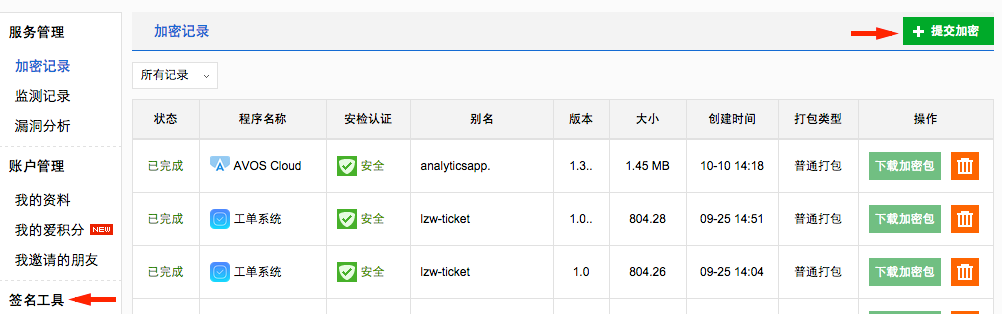 服务管理
加密记录
监测记录
漏洞分析
账户管理
我的资料
我的爱积分 NEW
我邀请的朋友
签名工具
加密记录
+ 提交加密
所有记录
状态 程序名称 安检认证 别名 版本 大小 创建时间 打包类型 操作
已完成 AVOS Cloud 安全 analyticsapp. 1.3.. 1.45 MB 10-10 14:18 普通打包 下载加密包
已完成 工单系统 安全 lzw-ticket 1.0.. 804.28 09-25 14:51 普通打包 下载加密包
已完成 工单系统 安全 lzw-ticket 1.0 804.26 09-25 14:04 普通打包 下载加密包